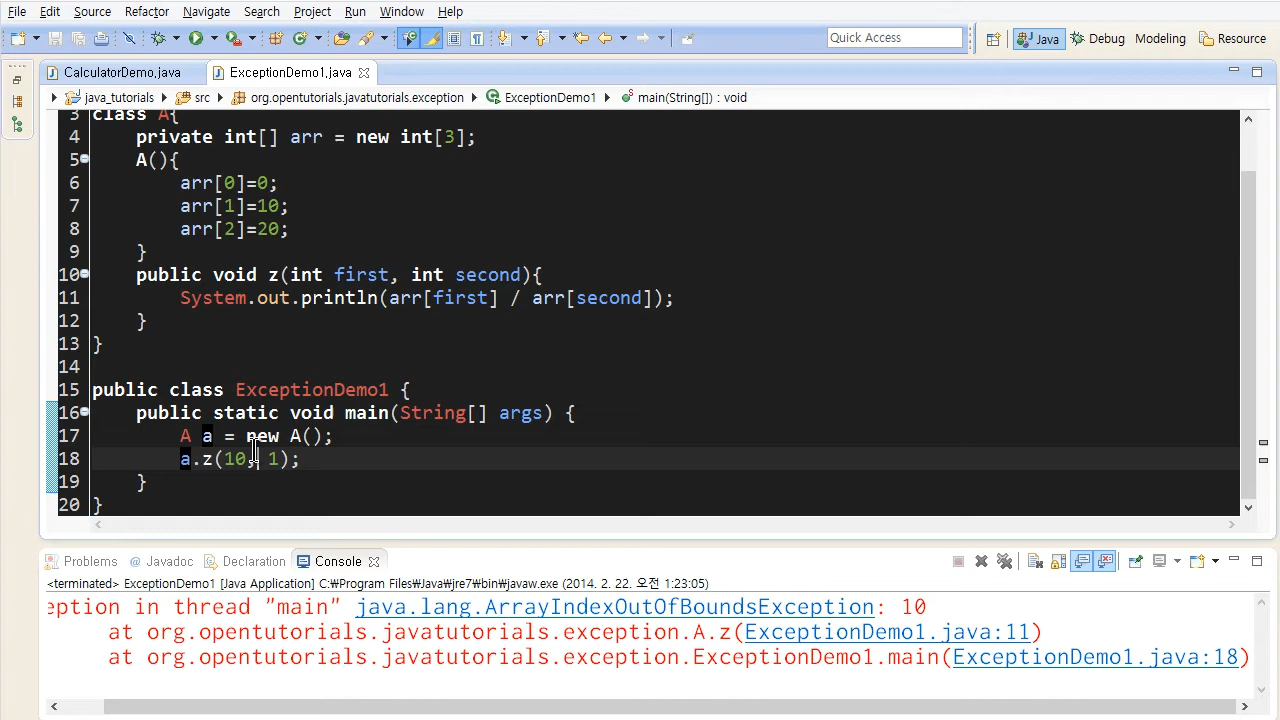 File Edit Source Refactor Navigate Search Project Run Window Help
Quick Access Java Debug Modeling Resource
CalculatorDemo.java ExceptionDemo1.java
java_tutorials src org.opentutorials.javatutorials.exception ExceptionDemo1 main(String[]) : void
3 class A{
4 private int[] arr = new int[3];
5 A(){
6 arr[0]=0;
7 arr[1]=10;
8 arr[2]=20;
9 }
10 public void z(int first, int second){
11 System.out.println(arr[first] / arr[second]);
12 }
13 }
14
15 public class ExceptionDemo1 {
16 public static void main(String[] args) {
17 A a = new A();
18 a.z(10, 1);
19 }
20 }
Problems @ Javadoc Declaration Console
<terminated> ExceptionDemo1 [Java Application] C:₩Program Files₩Java₩jre7₩bin₩javaw.exe (2014. 2. 22. 오전 1:23:05)
eption in thread "main" java.lang.ArrayIndexOutOfBoundsException: 10
at org.opentutorials.javatutorials.exception.A.z(ExceptionDemo1.java:11)
at org.opentutorials.javatutorials.exception.ExceptionDemo1.main(ExceptionDemo1.java:18)